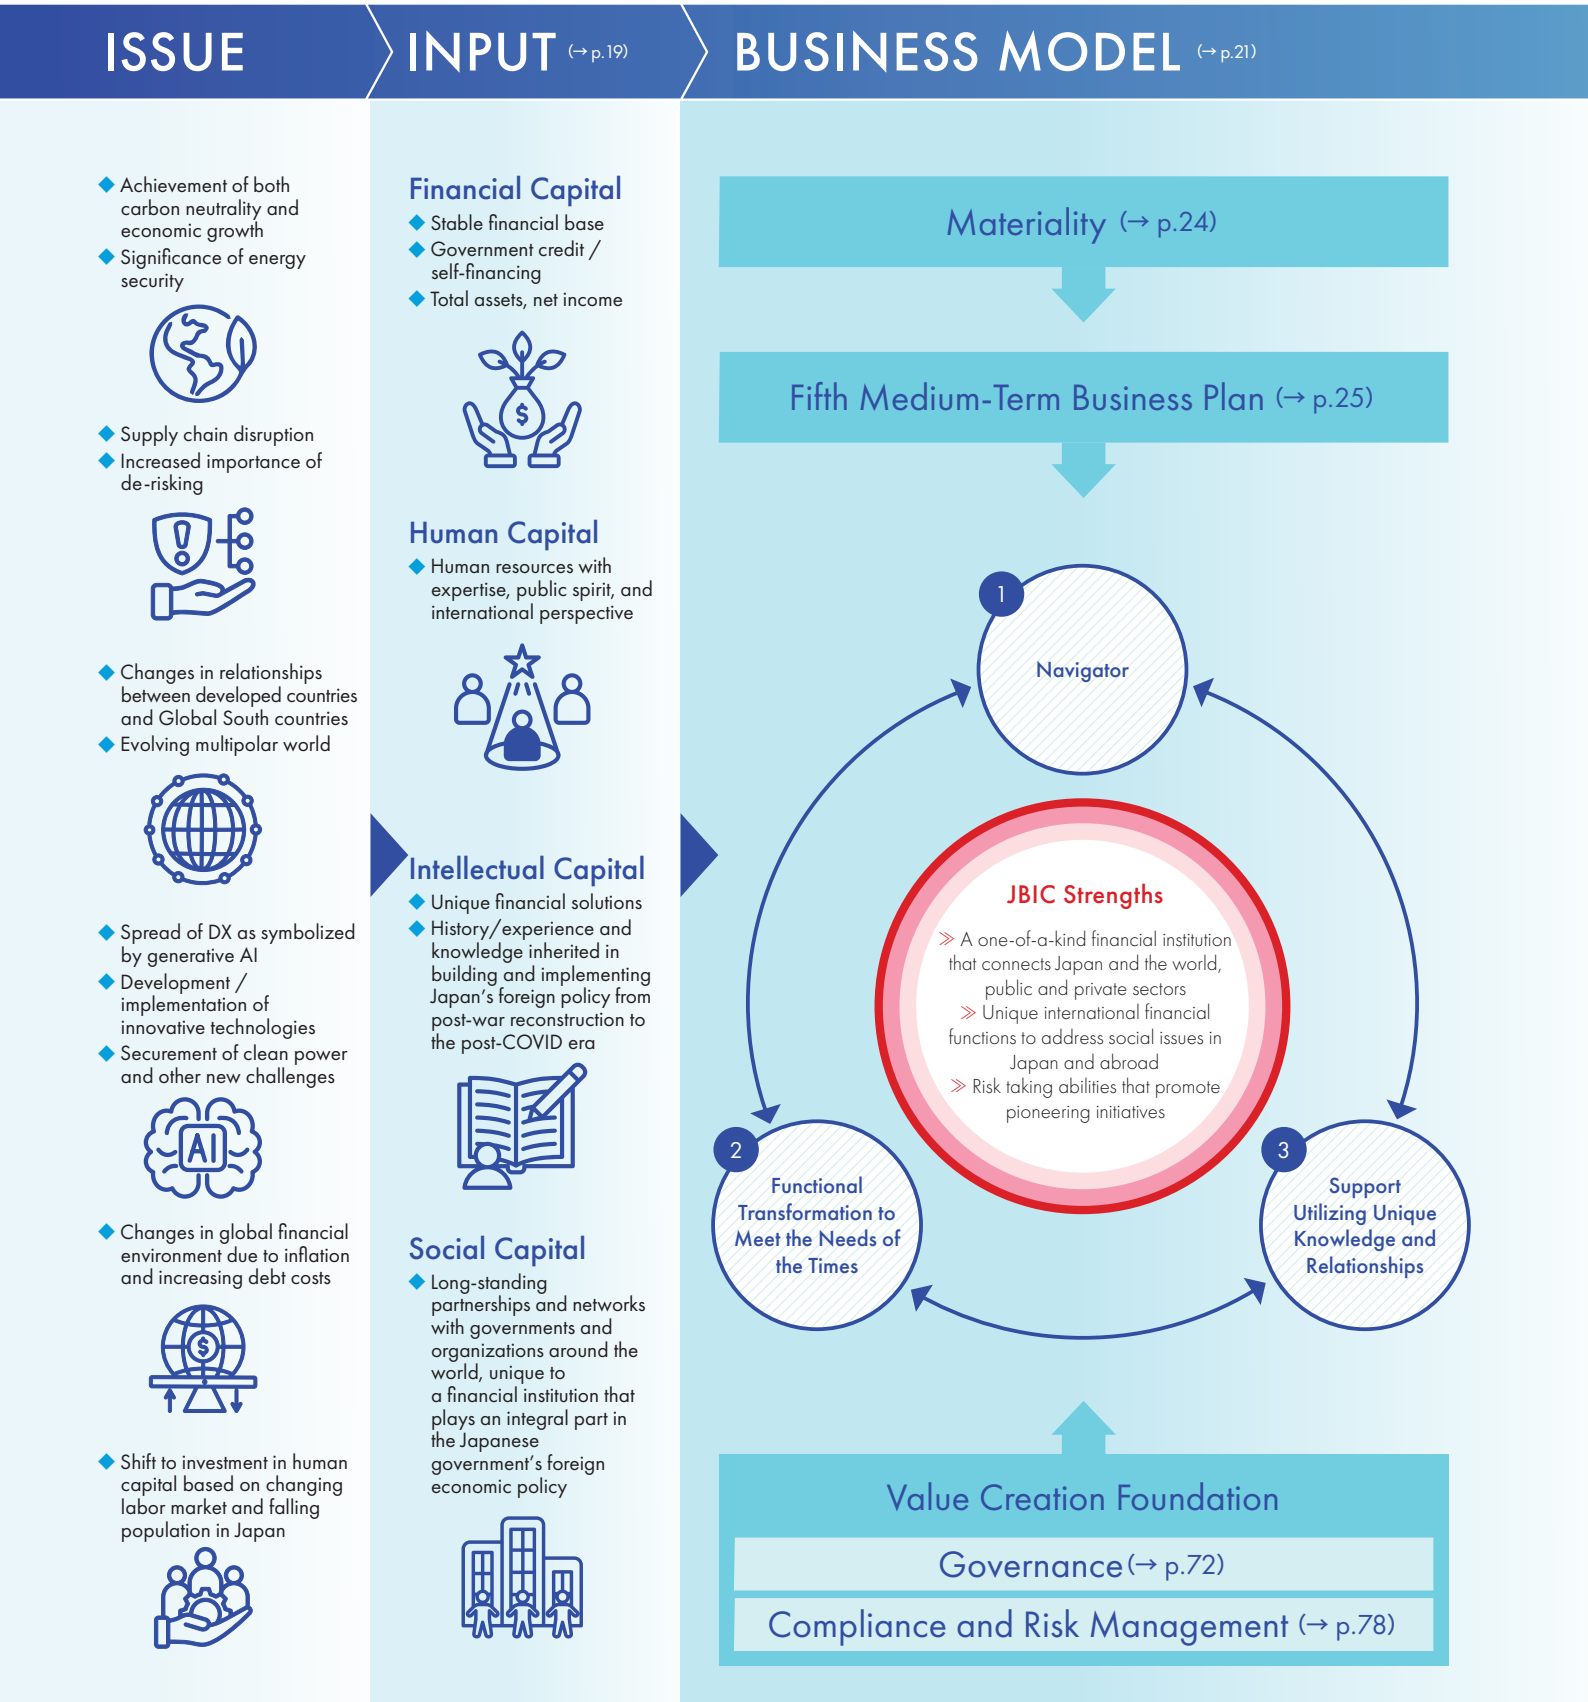 ISSUE
INPUT (→ p.19)
BUSINESS MODEL (→ p.21)
◆ Achievement of both
carbon neutrality and
economic growth
◆ Significance of energy
security
◆ Supply chain disruption
◆ Increased importance of
de-risking
◆ Changes in relationships
between developed countries
and Global South countries
◆ Evolving multipolar world
◆ Spread of DX as symbolized
by generative AI
◆ Development /
implementation of
innovative technologies
◆ Securement of clean power
and other new challenges
AI
◆ Changes in global financial
environment due to inflation
and increasing debt costs
$
◆ Shift to investment in human
capital based on changing
labor market and falling
population in Japan
Financial Capital
◆ Stable financial base
◆ Government credit /
self-financing
◆ Total assets, net income
$
Human Capital
◆ Human resources with
expertise, public spirit, and
international perspective
Intellectual Capital
◆ Unique financial solutions
◆ History/experience and
knowledge inherited in
building and implementing
Japan's foreign policy from
post-war reconstruction to
the post-COVID era
Social Capital
◆ Long-standing
partnerships and networks
with governments and
organizations around the
world, unique to
a financial institution that
plays an integral part in
the Japanese
government's foreign
economic policy
Materiality (→ p.24)
Fifth Medium-Term Business Plan (→ p.25)
1
Navigator
JBIC Strengths
≫ A one-of-a-kind financial institution
that connects Japan and the world,
public and private sectors
≫ Unique international financial
functions to address social issues in
Japan and abroad
≫ Risk taking abilities that promote
pioneering initiatives
2
Functional
Transformation to
Meet the Needs of
the Times
3
Support
Utilizing Unique
Knowledge and
Relationships
Value Creation Foundation
Governance (→ p.72)
Compliance and Risk Management (→ p.78)